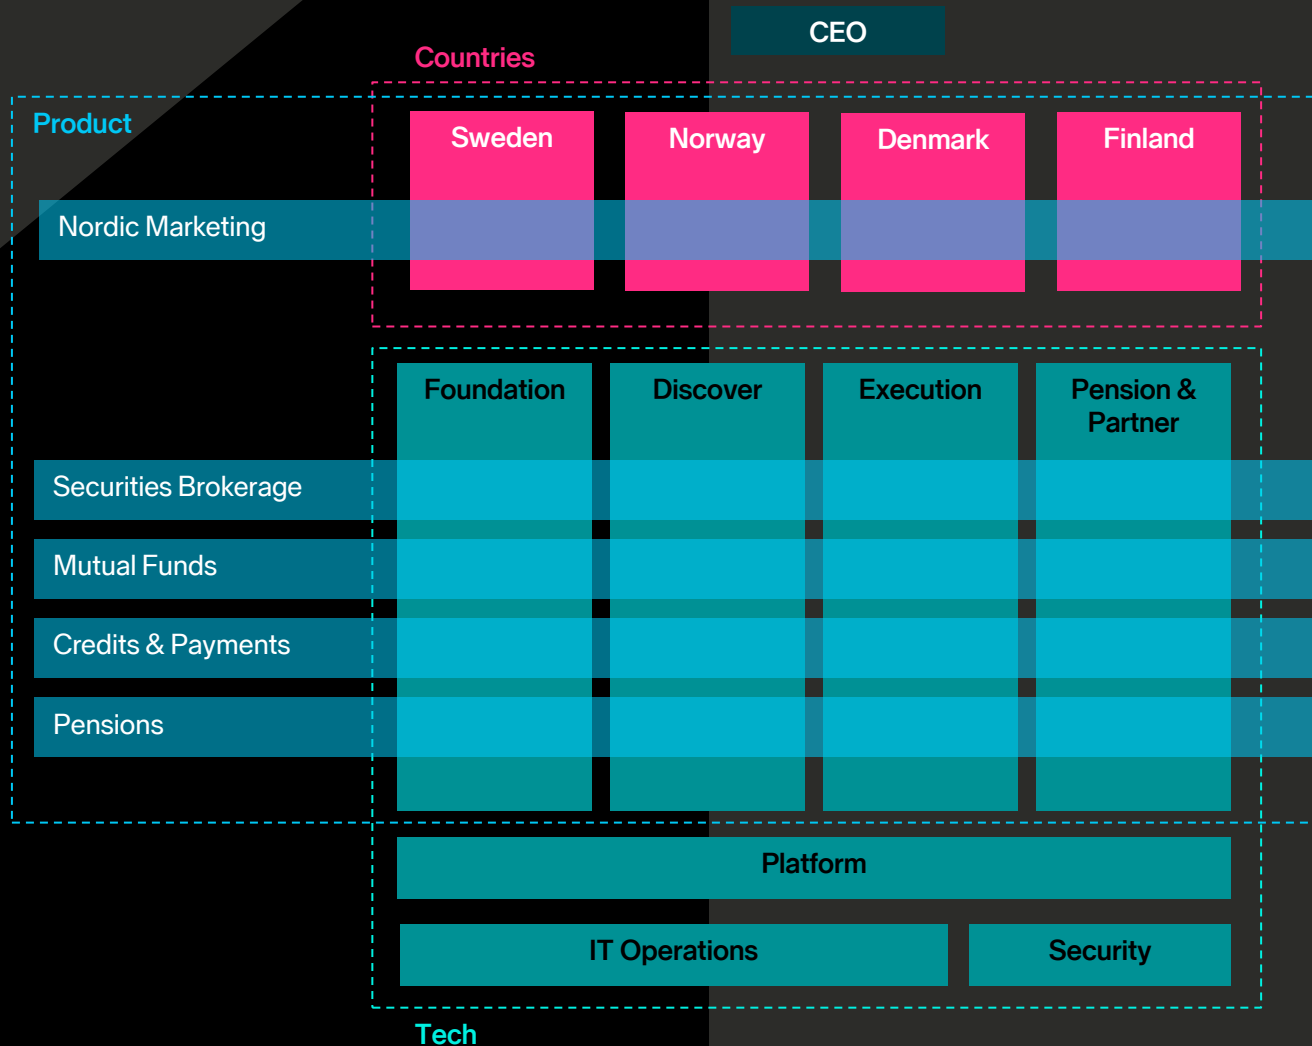 CEO
Countries
Product
Sweden
Norway
Denmark
Finland
Nordic Marketing
Foundation
Discover
Execution
Pension &
Partner
Securities Brokerage
Mutual Funds
Credits & Payments
Pensions
Platform
IT Operations
Security
Tech